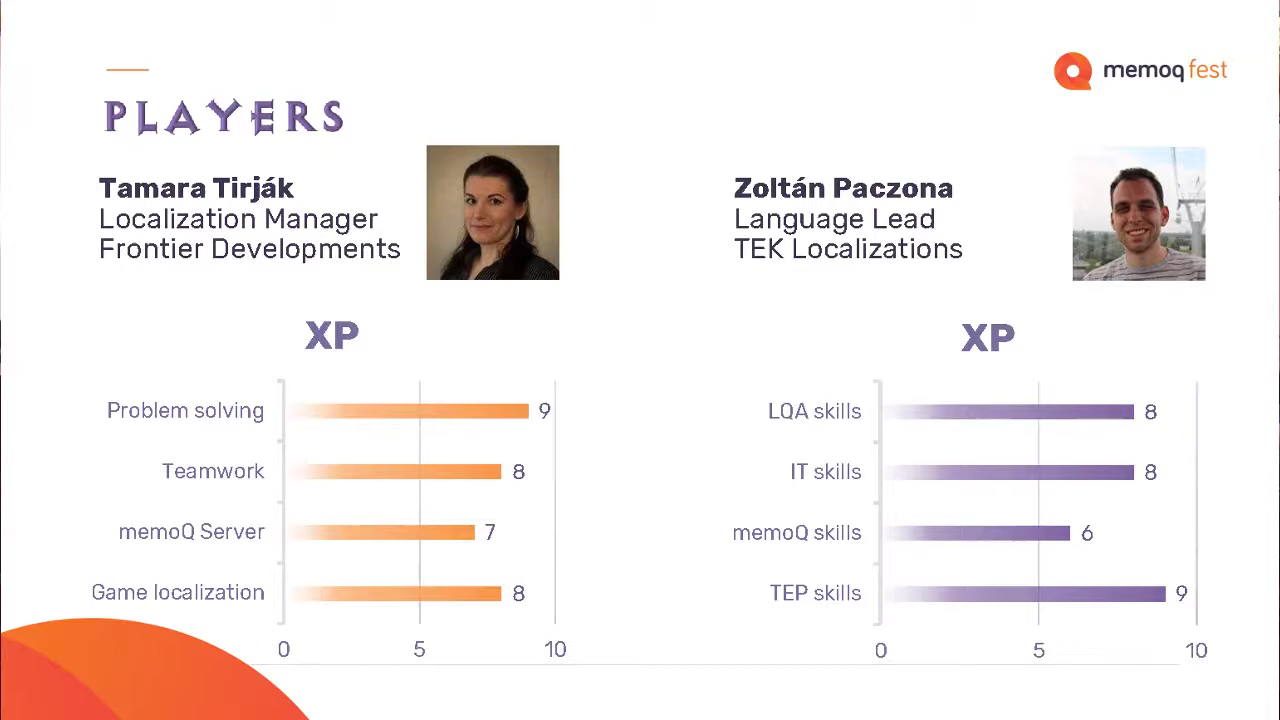 memoq fest
PLAYERS
Tamara Tirják
Localization Manager
Frontier Developments
XP
Problem solving 9
Teamwork 8
memoQ Server 7
Game localization 8
0 5 10
Zoltán Paczona
Language Lead
TEK Localizations
XP
LQA skills 8
IT skills 8
memoQ skills 6
TEP skills 9
0 5 10